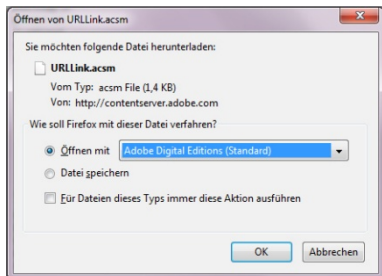 Öffnen von URLLink.acsm
Sie möchten folgende Datei herunterladen:
URLLink.acsm
Vom Typ: acsm File (1,4 KB)
Von: http://contentserver.adobe.com
Wie soll Firefox mit dieser Datei verfahren?
Öffnen mit Adobe Digital Editions (Standard)
Datei speichern
Für Dateien dieses Typs immer diese Aktion ausführen
OK Abbrechen